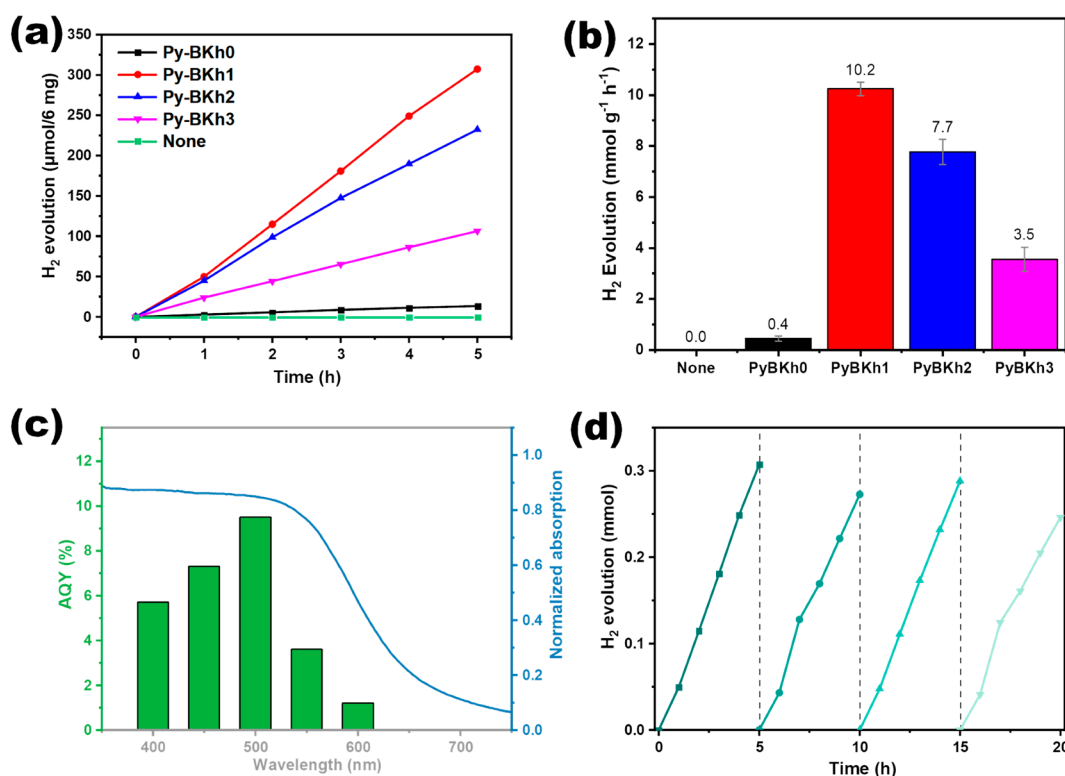 (a)
H2 evolution (μmol/6 mg)
350
300
250
200
150
100
50
0
Py-BKh0
Py-BKh1
Py-BKh2
Py-BKh3
None
0 1 2 3 4 5
Time (h)
(b)
H2 Evolution (mmol g-1 h-1)
12
10
8
6
4
2
0
0.0
0.4
10.2
7.7
3.5
None PyBKh0 PyBKh1 PyBKh2 PyBKh3
(c)
AQY (%)
12
10
8
6
4
2
0
1.0
0.8
0.6
0.4
0.2
0.0
Normalized absorption
400 500 600 700
Wavelength (nm)
(d)
H2 evolution (mmol)
0.3
0.2
0.1
0.0
0 5 10 15 20
Time (h)